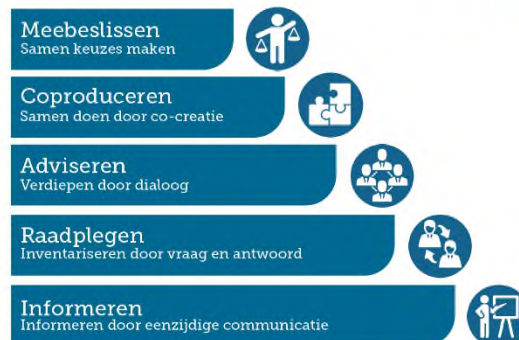 Meebeslissen
Samen keuzes maken
Coproduceren
Samen doen door co-creatie
Adviseren
Verdiepen door dialoog
Raadplegen
Inventariseren door vraag en antwoord
Informeren
Informeren door eenzijdige communicatie